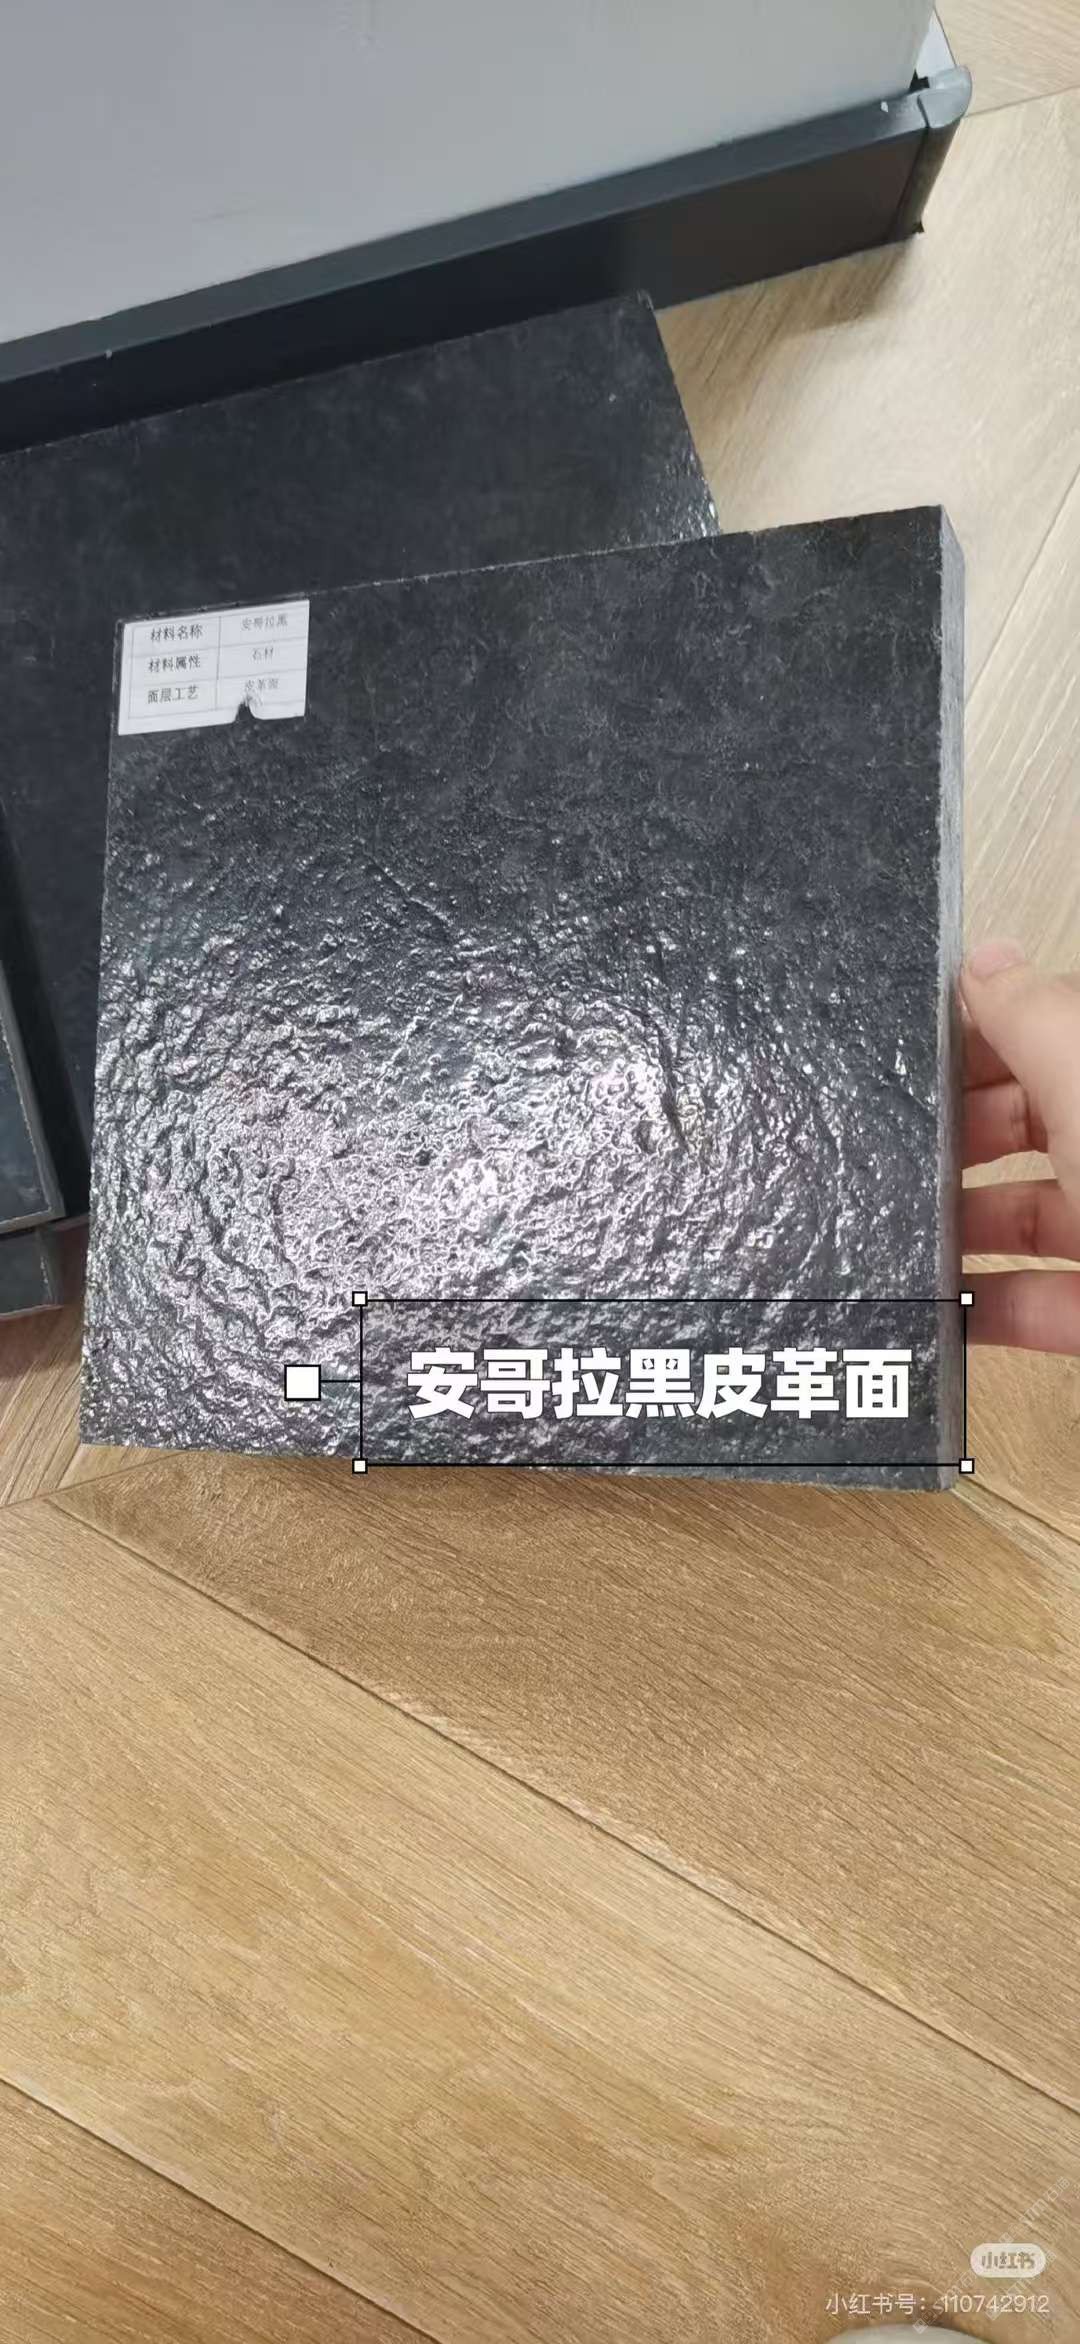 材料名称 安哥拉黑
材料属性 石材
面层工艺 皮革面
安哥拉黑皮革面
小红书
小红书号：110742912